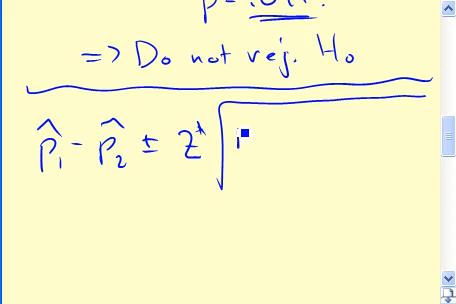 => Do not rej. H₀
p̂₁ - p̂₂ ± z* √